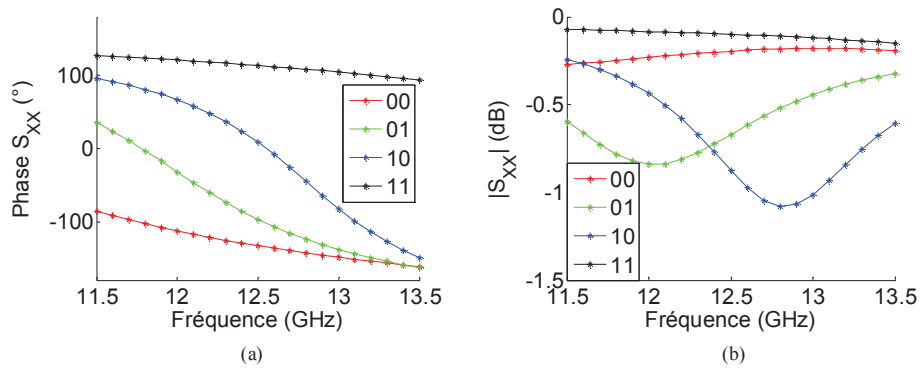 Phase S_XX (°)
100
0
-100
11.5 12 12.5 13 13.5
Fréquence (GHz)
00
01
10
11
(a)
|S_XX| (dB)
0
-0.5
-1
-1.5
11.5 12 12.5 13 13.5
Fréquence (GHz)
00
01
10
11
(b)